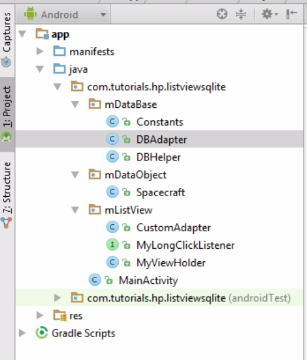 Android
Captures
1: Project
7: Structure
app
manifests
java
com.tutorials.hp.listviewsqlite
mDataBase
Constants
DBAdapter
DBHelper
mDataObject
Spacecraft
mListView
CustomAdapter
MyLongClickListener
MyViewHolder
MainActivity
com.tutorials.hp.listviewsqlite (androidTest)
res
Gradle Scripts